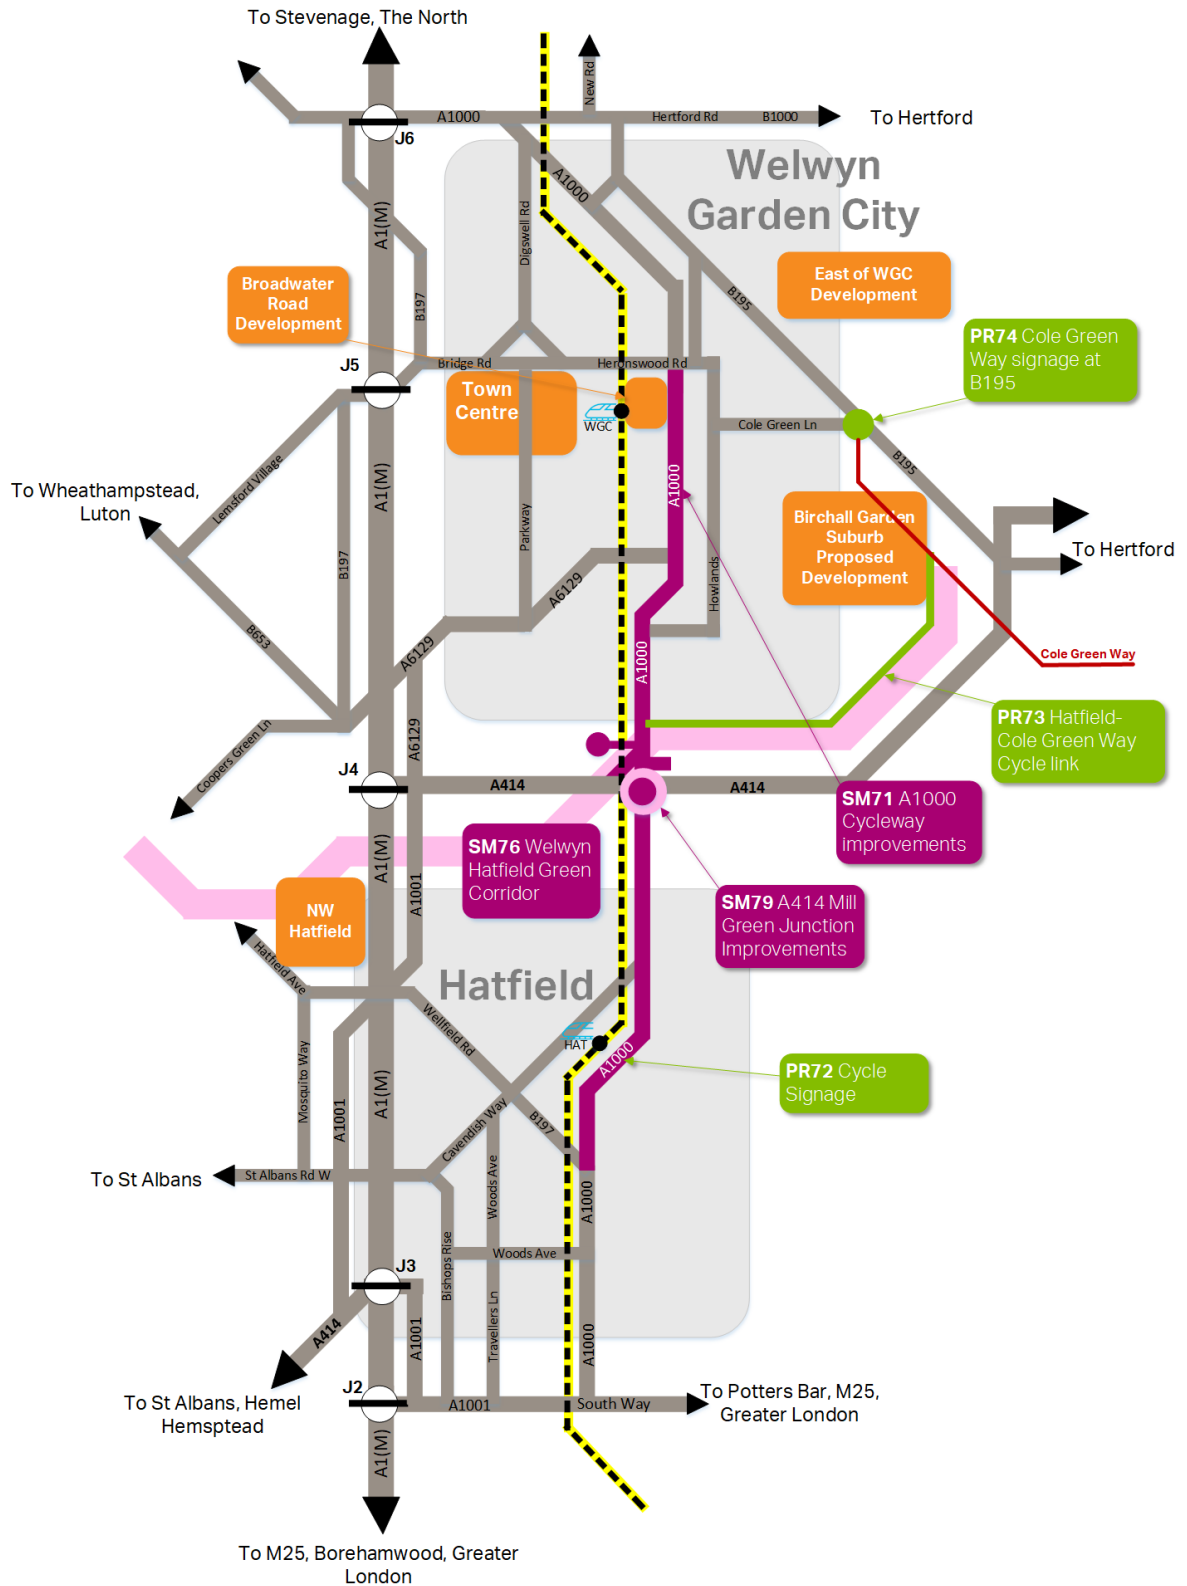 To Stevenage, The North
New Rd
A1000
Hertford Rd
B1000
To Hertford
J6
Welwyn
Garden City
A1000
Digswell Rd
A1(M)
B197
Broadwater
Road
Development
East of WGC
Development
B195
PR74 Cole Green
Way signage at
B195
J5
Bridge Rd
Heronswood Rd
Town
Centre
WGC
Cole Green Ln
B195
Lemsford Village
A1(M)
A1000
To Wheathampstead,
Luton
Parkway
Birchall Garden
Suburb
Proposed
Development
To Hertford
B197
A6129
Howlands
B653
A6129
A1000
Cole Green Way
PR73 Hatfield-
Cole Green Way
Cycle link
A6129
Coopers Green Ln
J4
A414
A414
SM71 A1000
Cycleway
improvements
A1(M)
SM76 Welwyn
Hatfield Green
Corridor
A1001
SM79 A414 Mill
Green Junction
Improvements
NW
Hatfield
Hatfield Ave
Hatfield
Wellfield Rd
HAT
A1000
PR72 Cycle
Signage
Mosquito Way
A1(M)
A1001
Cavendish Way
B197
To St Albans
St Albans Rd W
Woods Ave
A1000
Bishops Rise
Woods Ave
J3
A414
A1001
Travellers Ln
A1000
J2
A1001
South Way
To Potters Bar, M25,
Greater London
To St Albans, Hemel
Hemsptead
A1(M)
To M25, Borehamwood, Greater
London